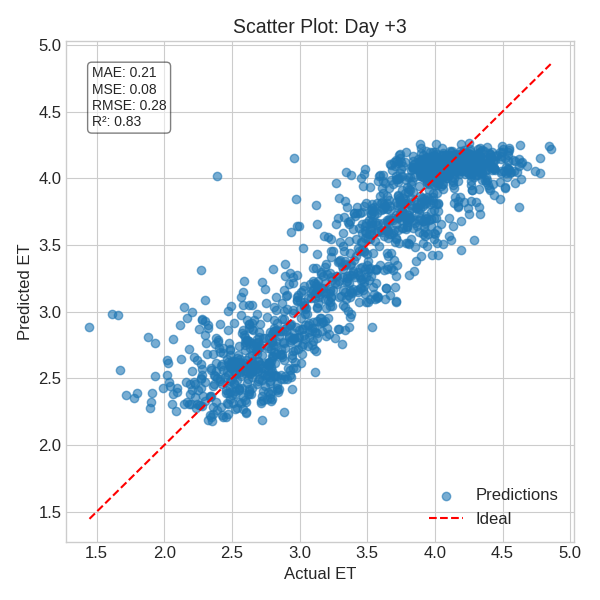 Scatter Plot: Day +3
MAE: 0.21
MSE: 0.08
RMSE: 0.28
R²: 0.83
5.0
4.5
4.0
3.5
3.0
2.5
2.0
1.5
Predicted ET
Predictions
Ideal
1.5 2.0 2.5 3.0 3.5 4.0 4.5 5.0
Actual ET